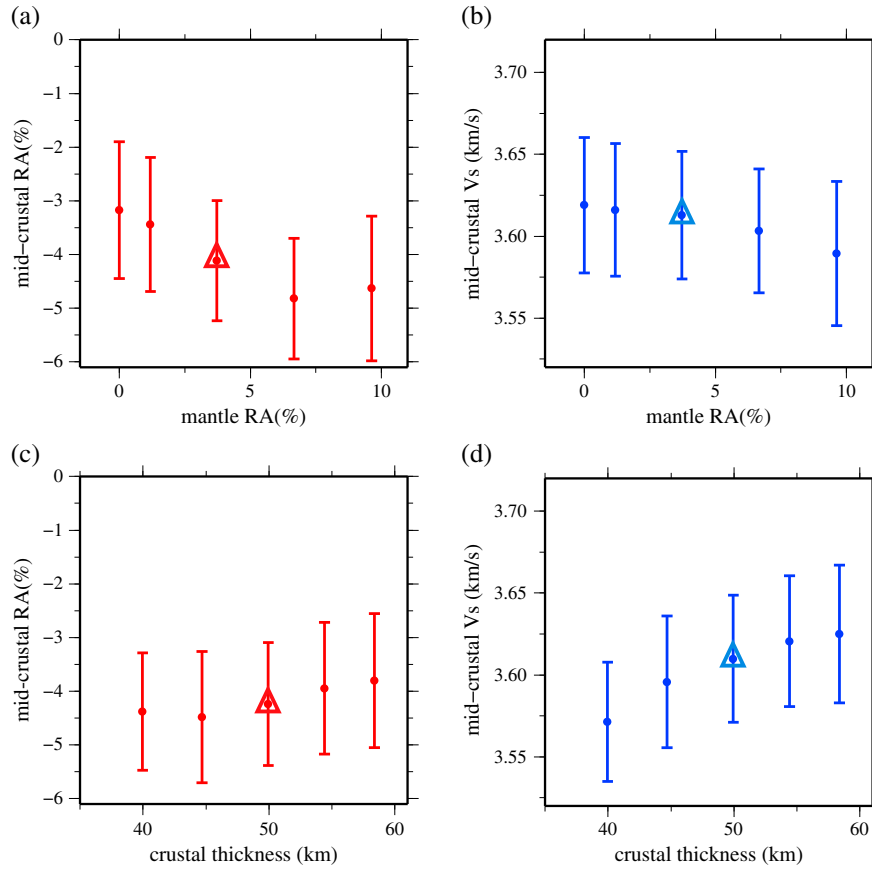 (a)
0
−1
−2
−3
−4
−5
−6
mid−crustal RA(%)
0
5
10
mantle RA(%)
(b)
3.70
3.65
3.60
3.55
mid−crustal Vs (km/s)
0
5
10
mantle RA(%)
(c)
0
−1
−2
−3
−4
−5
−6
mid-crustal RA(%)
40
50
60
crustal thickness (km)
(d)
3.70
3.65
3.60
3.55
mid−crustal Vs (km/s)
40
50
60
crustal thickness (km)